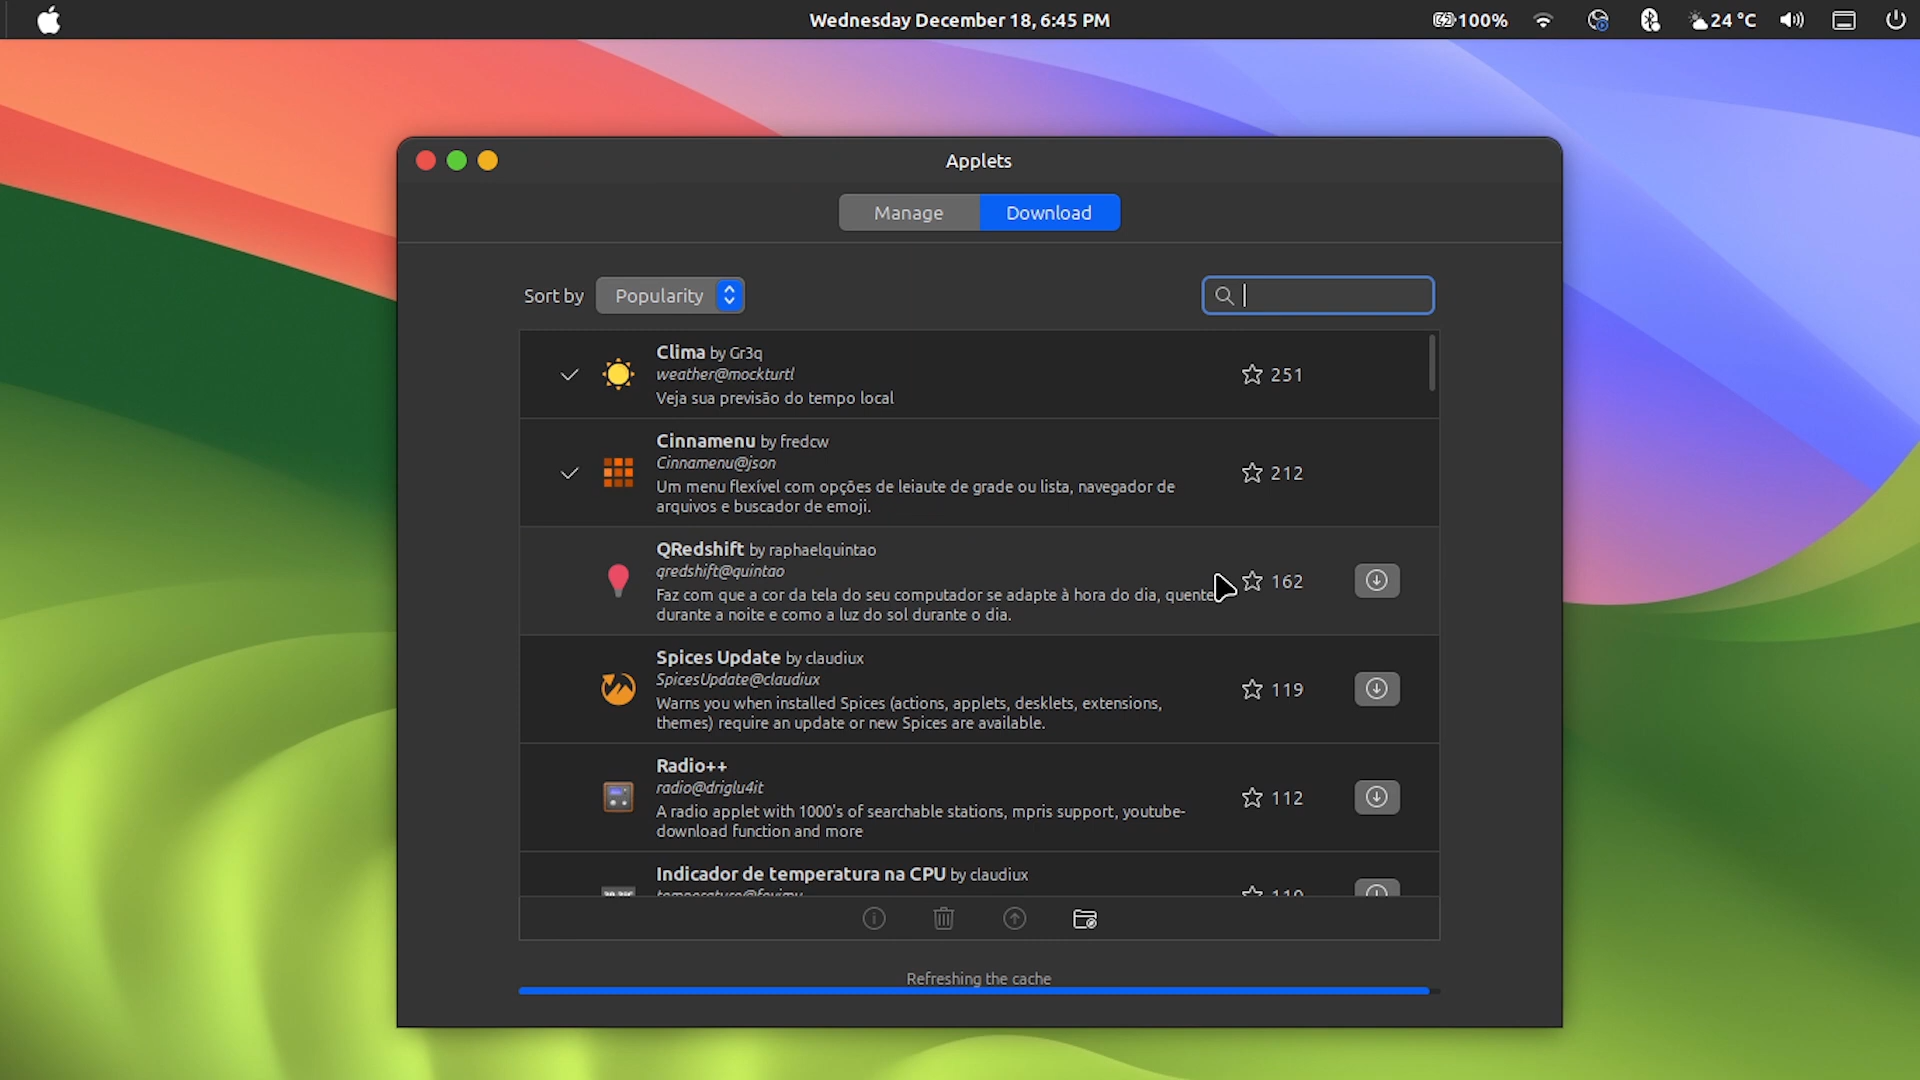 Wednesday December 18, 6:45 PM
100%
24 °C
Applets
Manage
Download
Sort by
Popularity
Clima by Gr3q
weather@mockturtl
Veja sua previsão do tempo local
251
Cinnamenu by fredcw
Cinnamenu@json
Um menu flexível com opções de leiaute de grade ou lista, navegador de
arquivos e buscador de emoji.
212
QRedshift by raphaelquintao
qredshift@quintao
Faz com que a cor da tela do seu computador se adapte à hora do dia, quente
durante a noite e como a luz do sol durante o dia.
162
Spices Update by claudiux
SpicesUpdate@claudiux
Warns you when installed Spices (actions, applets, desklets, extensions,
themes) require an update or new Spices are available.
119
Radio++
radio@driglu4it
A radio applet with 1000's of searchable stations, mpris support, youtube-
download function and more
112
Indicador de temperatura na CPU by claudiux
temperature@fevimu
110
Refreshing the cache